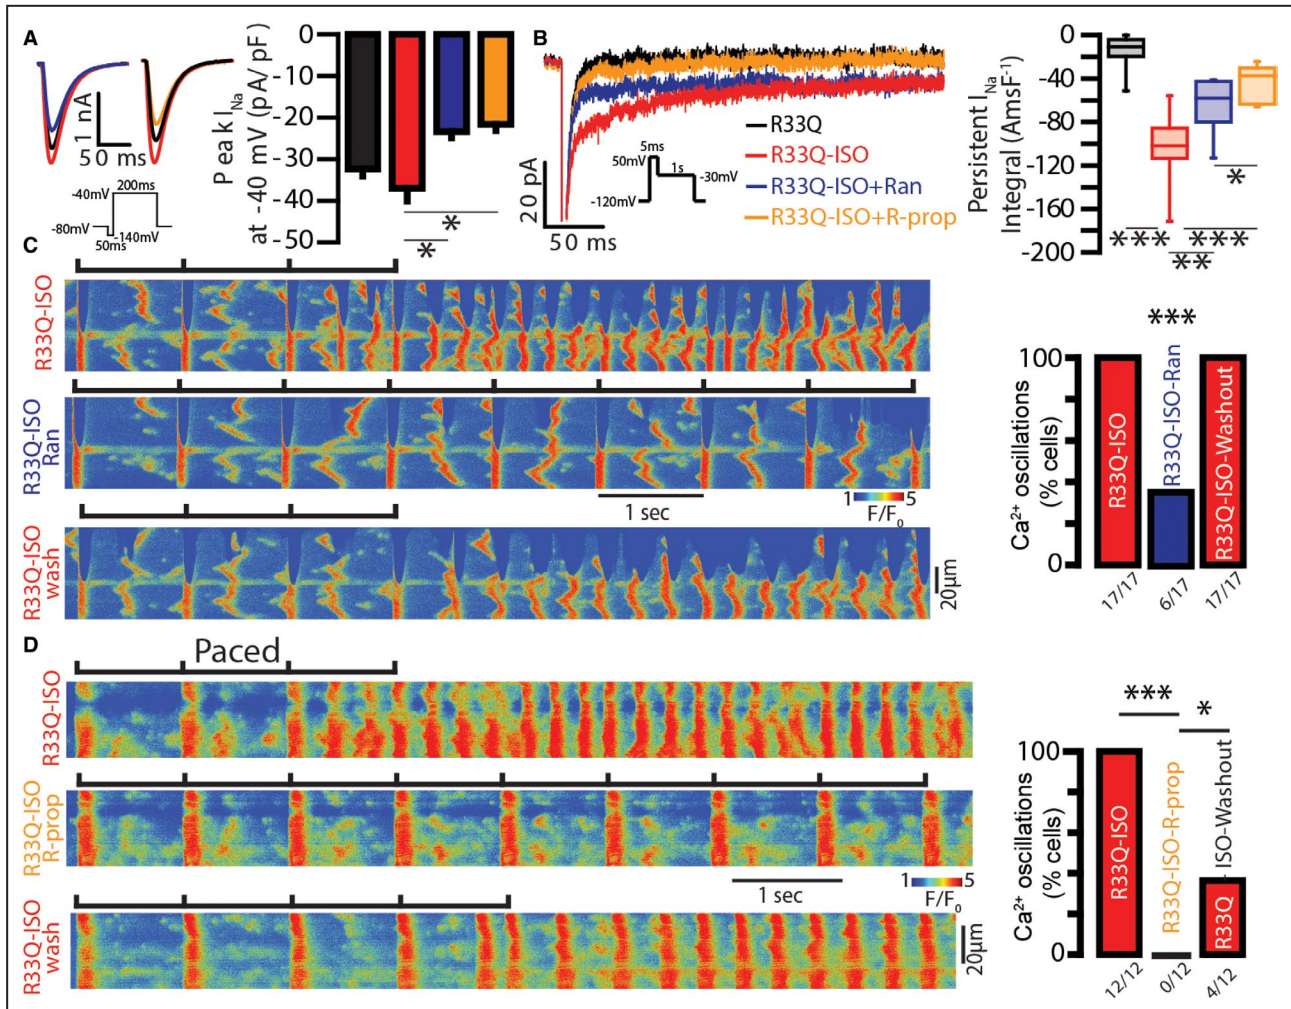 A
1 nA
50 ms
200ms
-40mV
-80mV
-140mV
50ms
Peak I_Na
at -40 mV (pA/pF)
0
-10
-20
-30
-40
-50
*
*
B
20 pA
50 ms
5ms
50mV
1s
-30mV
-120mV
R33Q
R33Q-ISO
R33Q-ISO+Ran
R33Q-ISO+R-prop
Persistent I_Na
Integral (AmsF⁻¹)
0
-40
-80
-120
-160
-200
*
***
***
**
C
R33Q-ISO
R33Q-ISO
Ran
1 sec
1 5
F/F₀
R33Q-ISO
wash
20µm
***
Ca²⁺ oscillations
(% cells)
100
0
R33Q-ISO
R33Q-ISO-Ran
R33Q-ISO-Washout
17/17
6/17
17/17
D
Paced
R33Q-ISO
R33Q-ISO
R-prop
1 sec
1 5
F/F₀
R33Q-ISO
wash
20µm
***
*
Ca²⁺ oscillations
(% cells)
100
0
R33Q-ISO
R33Q-ISO-R-prop
R33Q - ISO-Washout
12/12
0/12
4/12